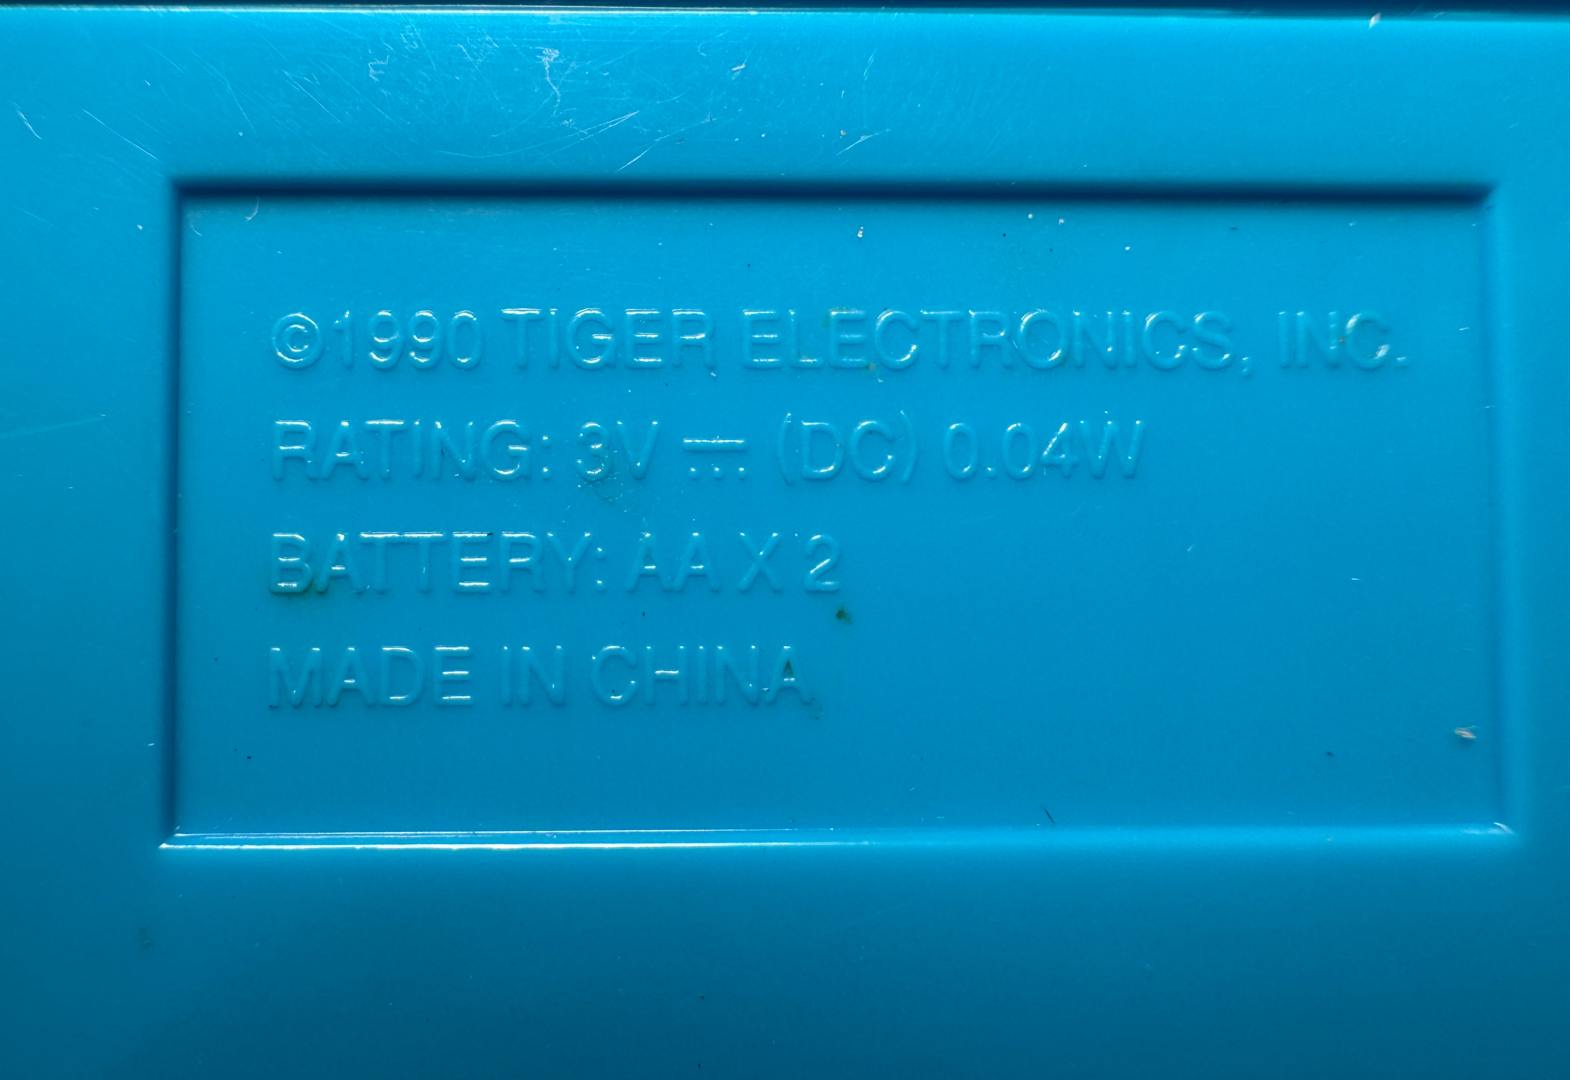 ©1990 TIGER ELECTRONICS, INC.
RATING: 3V ⎓ (DC) 0.04W
BATTERY: AA X 2
MADE IN CHINA